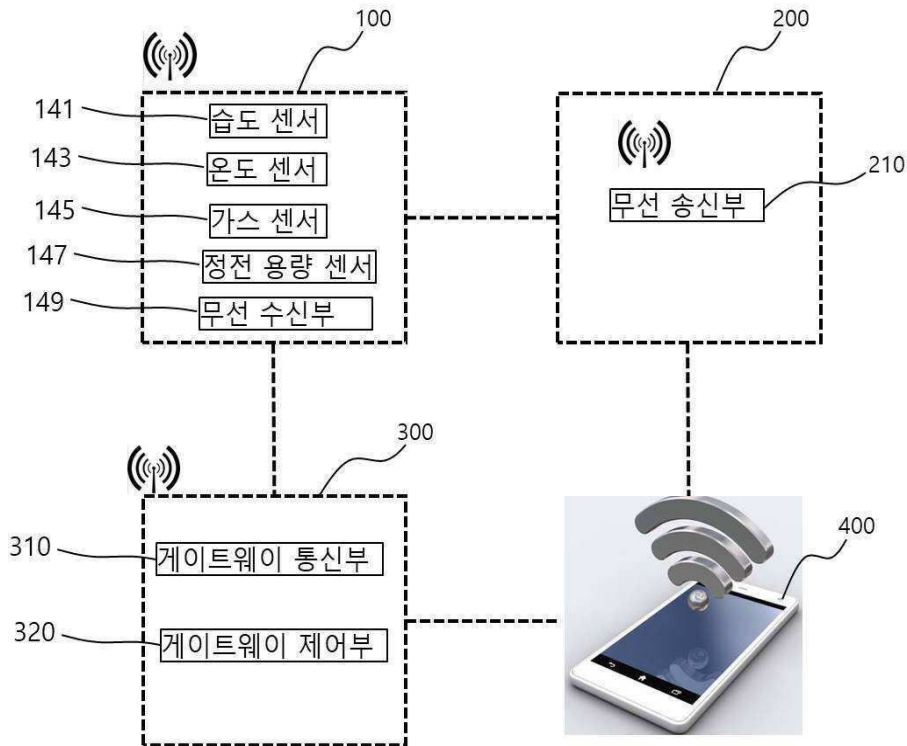 100
200
141
습도 센서
143
온도 센서
210
무선 송신부
145
가스 센서
147
정전 용량 센서
149
무선 수신부
300
310
게이트웨이 통신부
400
320
게이트웨이 제어부